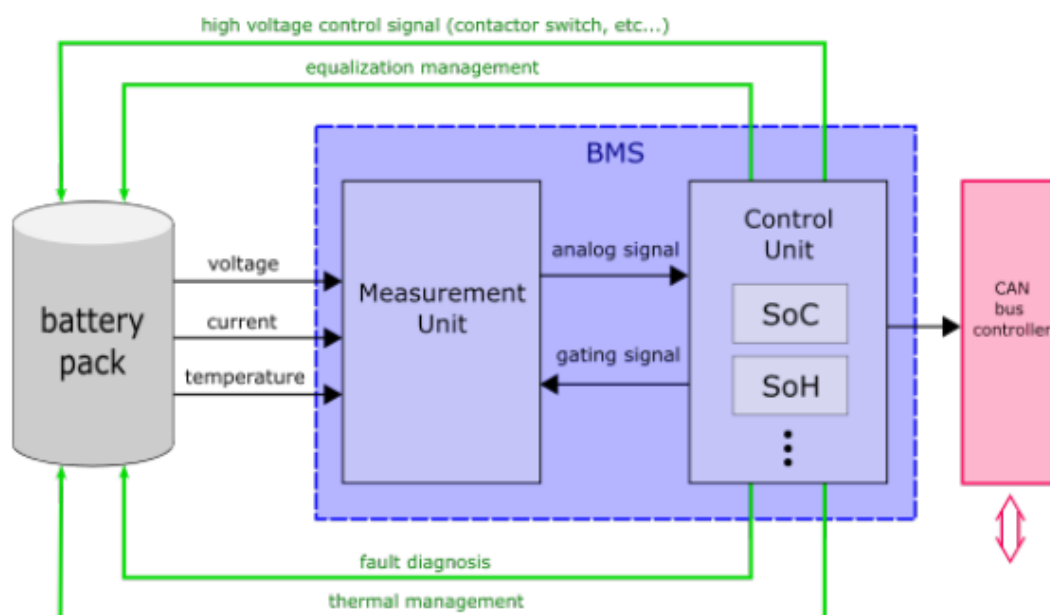 high voltage control signal (contactor switch, etc...)
equalization management
BMS
battery
pack
voltage
current
temperature
Measurement
Unit
analog signal
gating signal
Control
Unit
SoC
SoH
CAN
bus
controller
fault diagnosis
thermal management